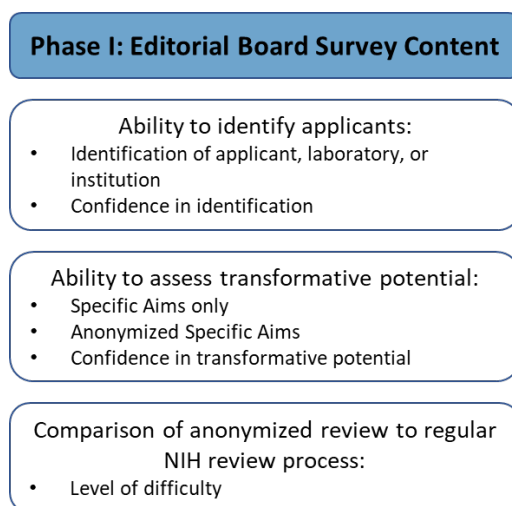 Phase I: Editorial Board Survey Content
Ability to identify applicants:
• Identification of applicant, laboratory, or
institution
• Confidence in identification
Ability to assess transformative potential:
• Specific Aims only
• Anonymized Specific Aims
• Confidence in transformative potential
Comparison of anonymized review to regular
NIH review process:
• Level of difficulty